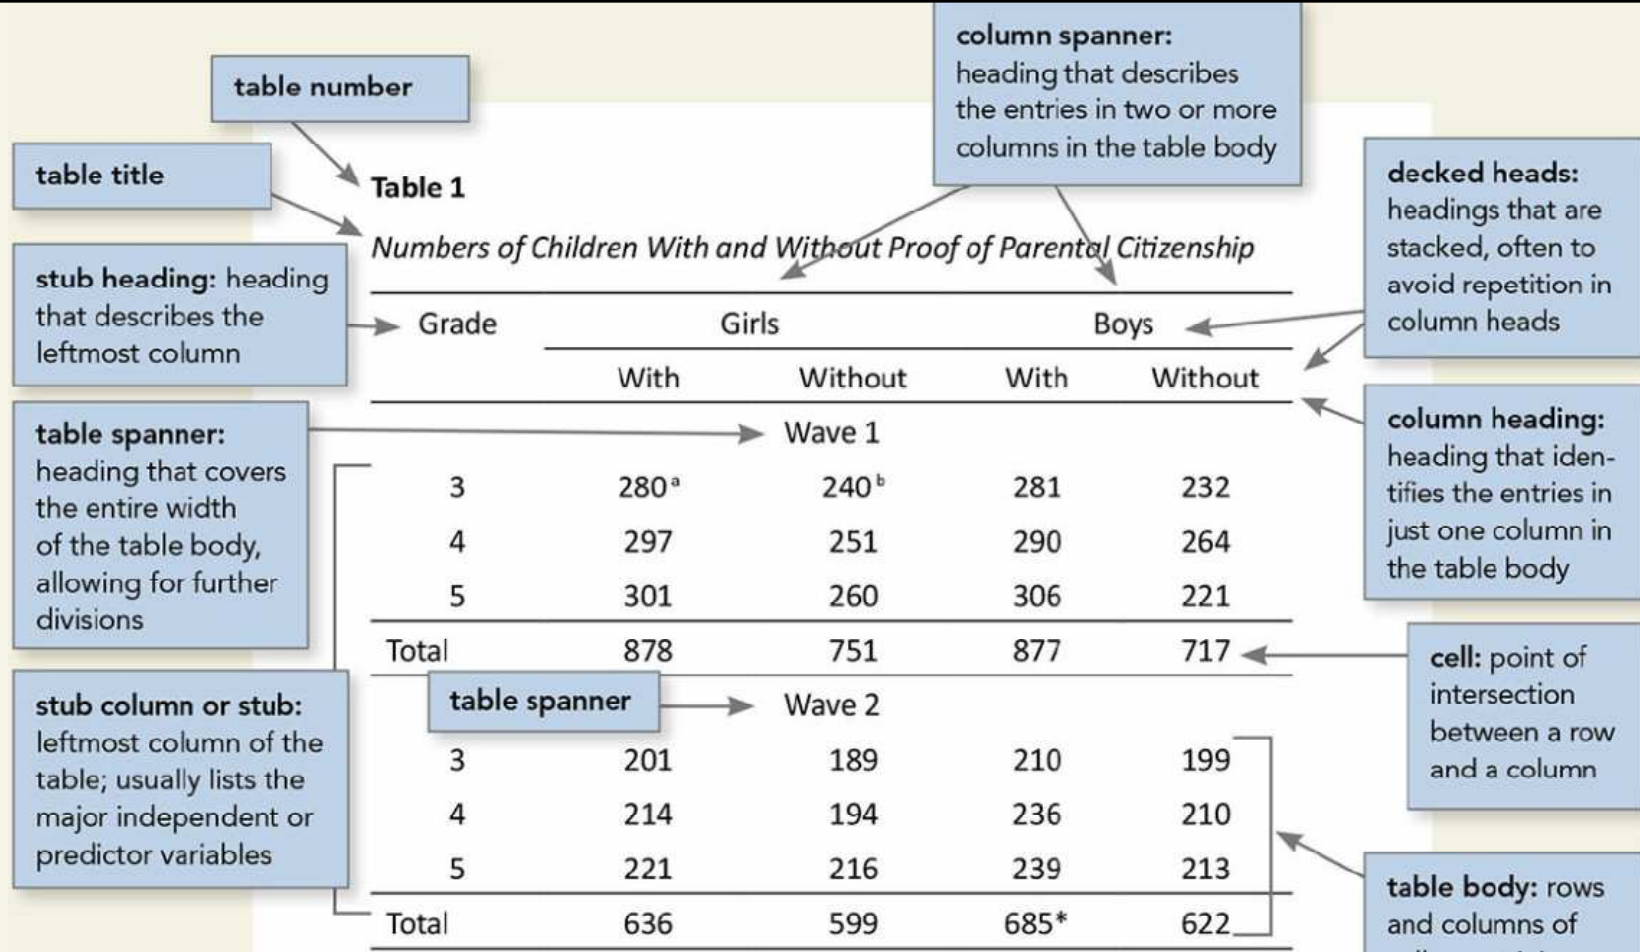 column spanner:
heading that describes
the entries in two or more
columns in the table body
table number
table title
decked heads:
headings that are
stacked, often to
avoid repetition in
column heads
Table 1
Numbers of Children With and Without Proof of Parental Citizenship
stub heading: heading
that describes the
leftmost column
Grade Girls Boys
With Without With Without
column heading:
heading that iden-
tifies the entries in
just one column in
the table body
table spanner:
heading that covers
the entire width
of the table body,
allowing for further
divisions
Wave 1
3 280ᵃ 240ᵇ 281 232
4 297 251 290 264
5 301 260 306 221
Total 878 751 877 717
cell: point of
intersection
between a row
and a column
stub column or stub:
leftmost column of the
table; usually lists the
major independent or
predictor variables
table spanner
Wave 2
3 201 189 210 199
4 214 194 236 210
5 221 216 239 213
Total 636 599 685* 622
table body: rows
and columns of